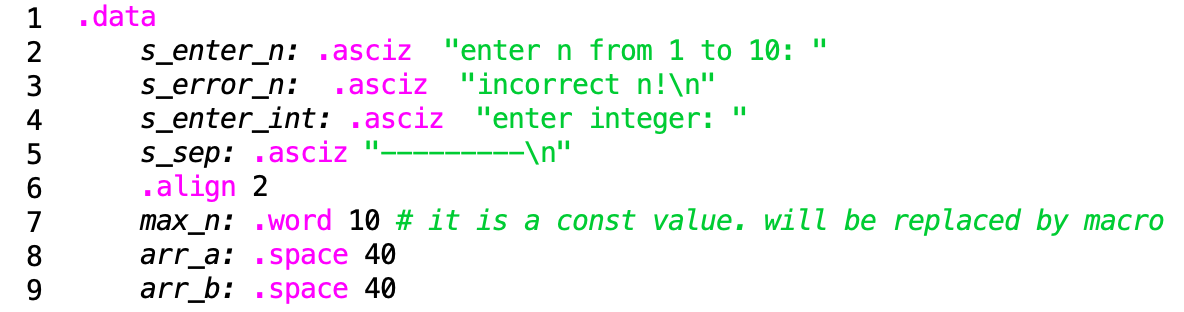 1 .data
2 s_enter_n: .asciz "enter n from 1 to 10: "
3 s_error_n: .asciz "incorrect n!\n"
4 s_enter_int: .asciz "enter integer: "
5 s_sep: .asciz "---------\n"
6 .align 2
7 max_n: .word 10 # it is a const value. will be replaced by macro
8 arr_a: .space 40
9 arr_b: .space 40